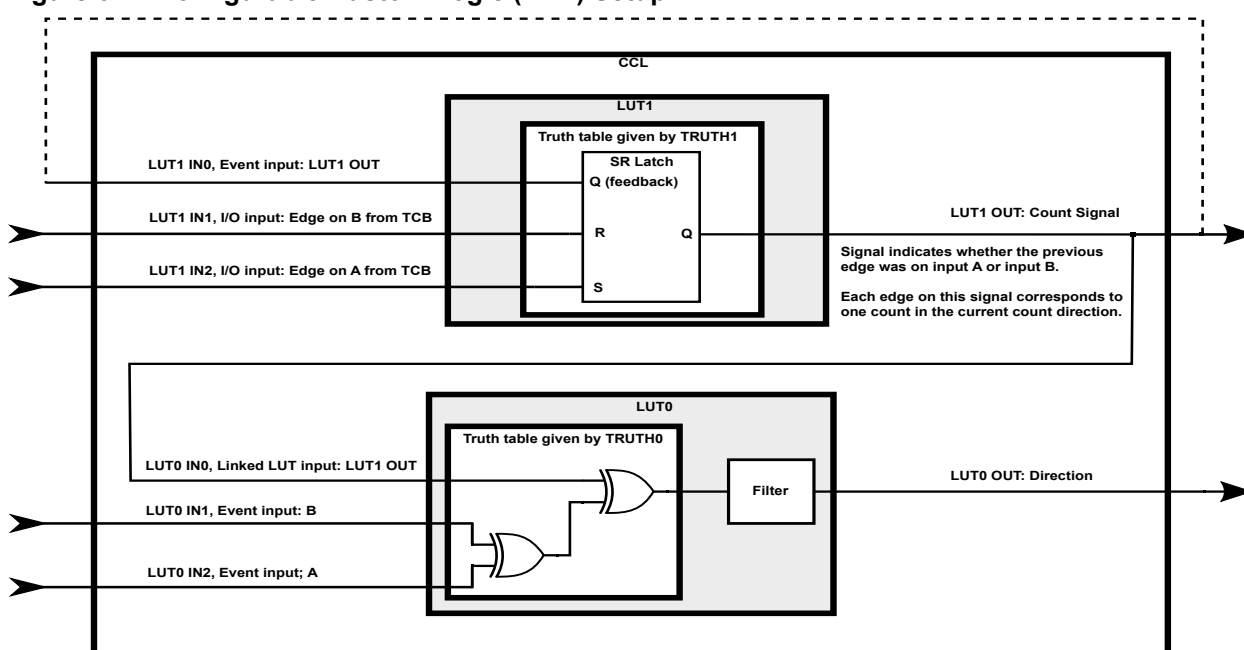 CCL
LUT1
Truth table given by TRUTH1
SR Latch
LUT1 IN0, Event input: LUT1 OUT
Q (feedback)
LUT1 IN1, I/O input: Edge on B from TCB
R
Q
LUT1 OUT: Count Signal
LUT1 IN2, I/O input: Edge on A from TCB
S
Signal indicates whether the previous
edge was on input A or input B.
Each edge on this signal corresponds to
one count in the current count direction.
LUT0
Truth table given by TRUTH0
LUT0 IN0, Linked LUT input: LUT1 OUT
Filter
LUT0 OUT: Direction
LUT0 IN1, Event input: B
LUT0 IN2, Event input; A